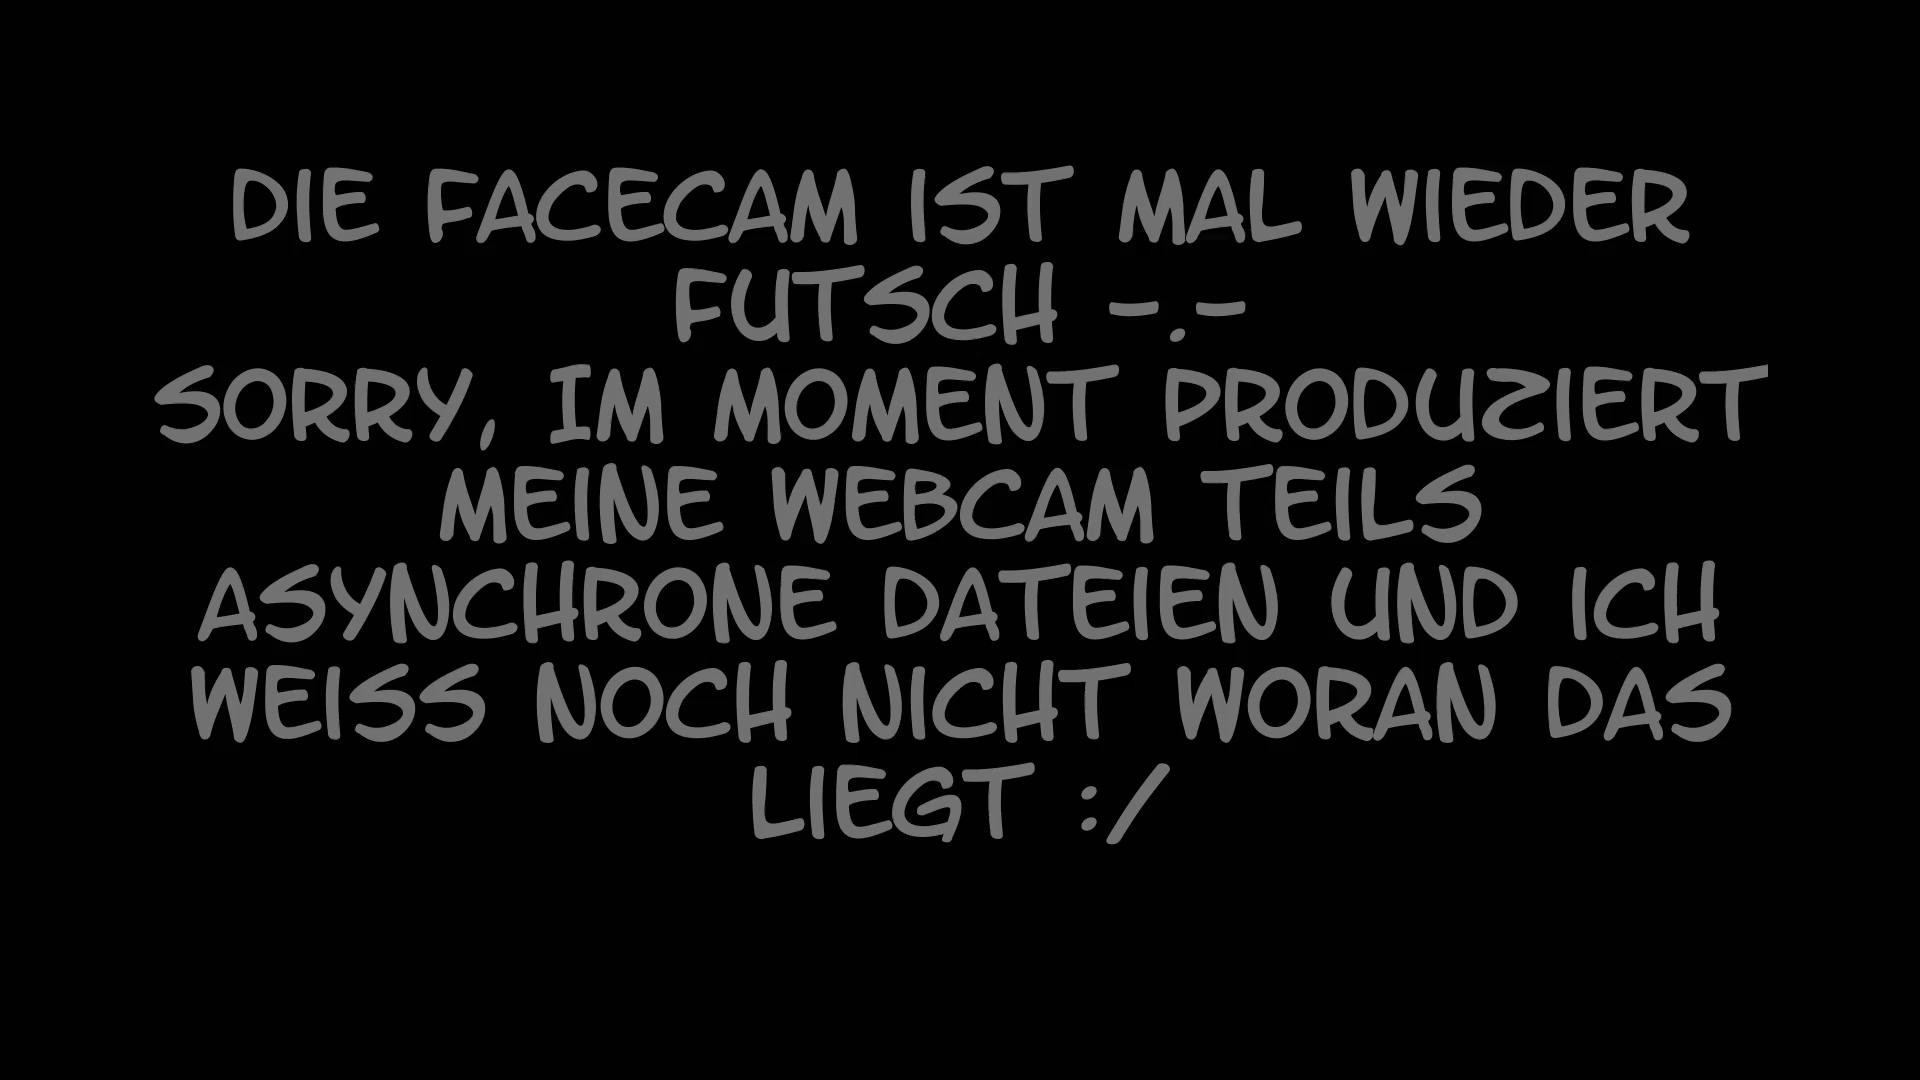 DIE FACECAM IST MAL WIEDER
FUTSCH -.-
SORRY, IM MOMENT PRODUZIERT
MEINE WEBCAM TEILS
ASYNCHRONE DATEIEN UND ICH
WEISS NOCH NICHT WORAN DAS
LIEGT :/